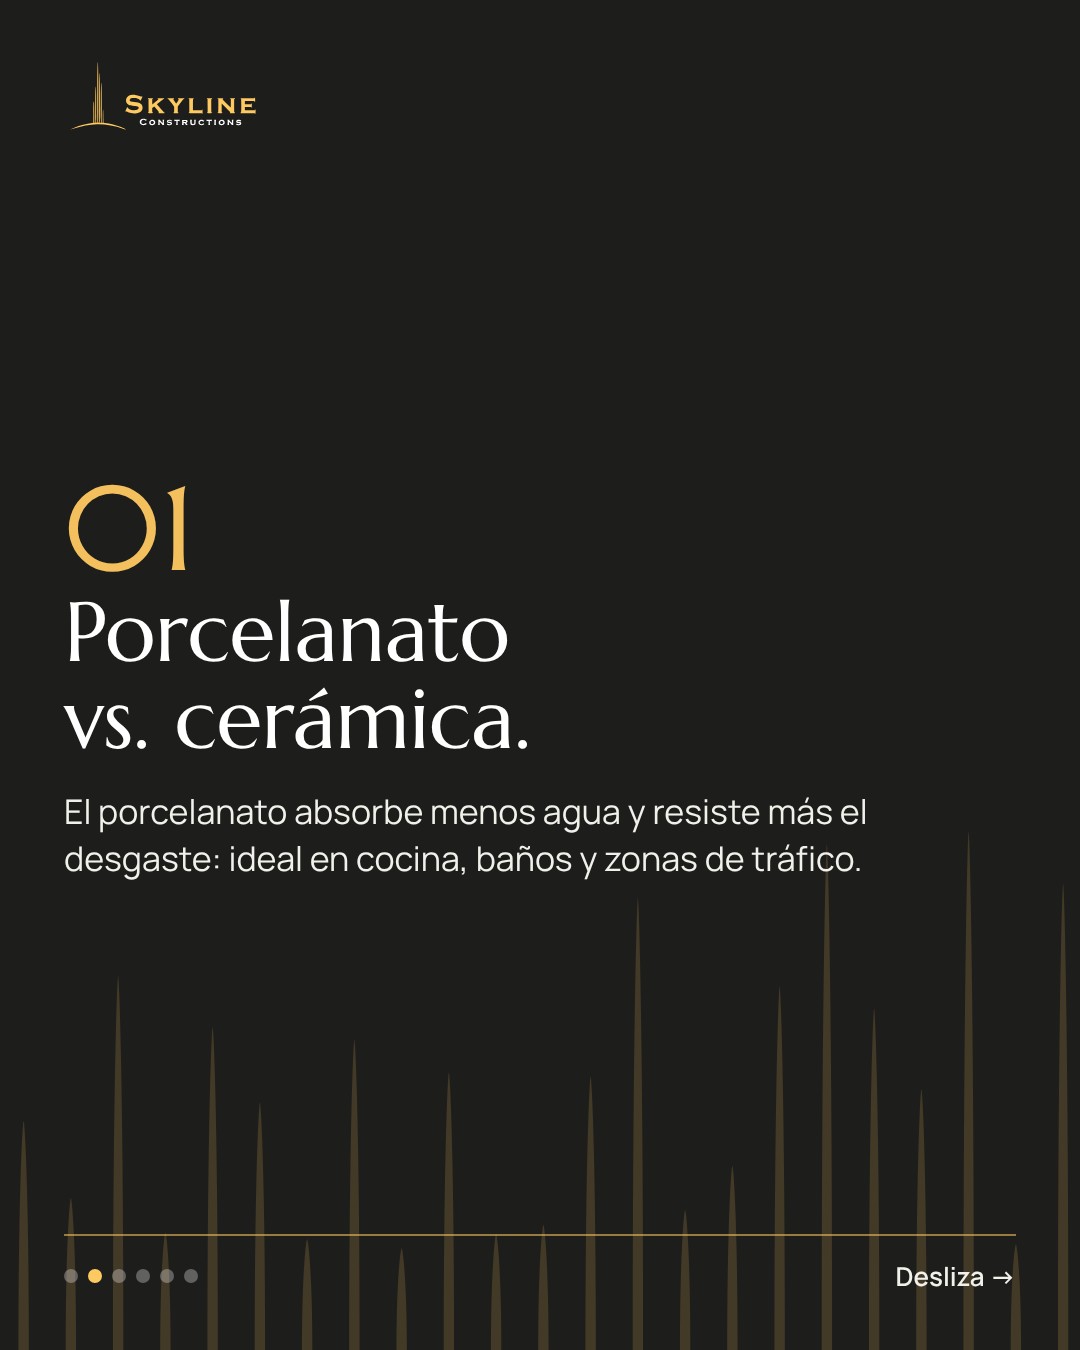 SKYLINE
CONSTRUCTIONS
01
Porcelanato
vs. cerámica.
El porcelanato absorbe menos agua y resiste más el
desgaste: ideal en cocina, baños y zonas de tráfico.
Desliza →